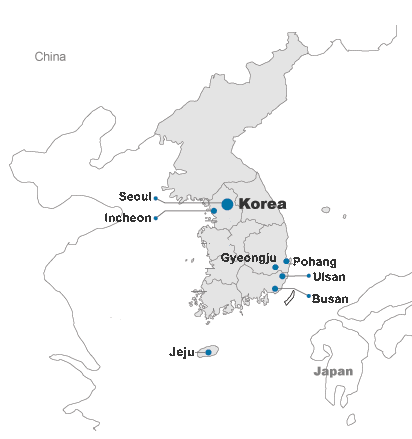 China
Seoul
Korea
Incheon
Gyeongju
Pohang
Ulsan
Busan
Jeju
Japan